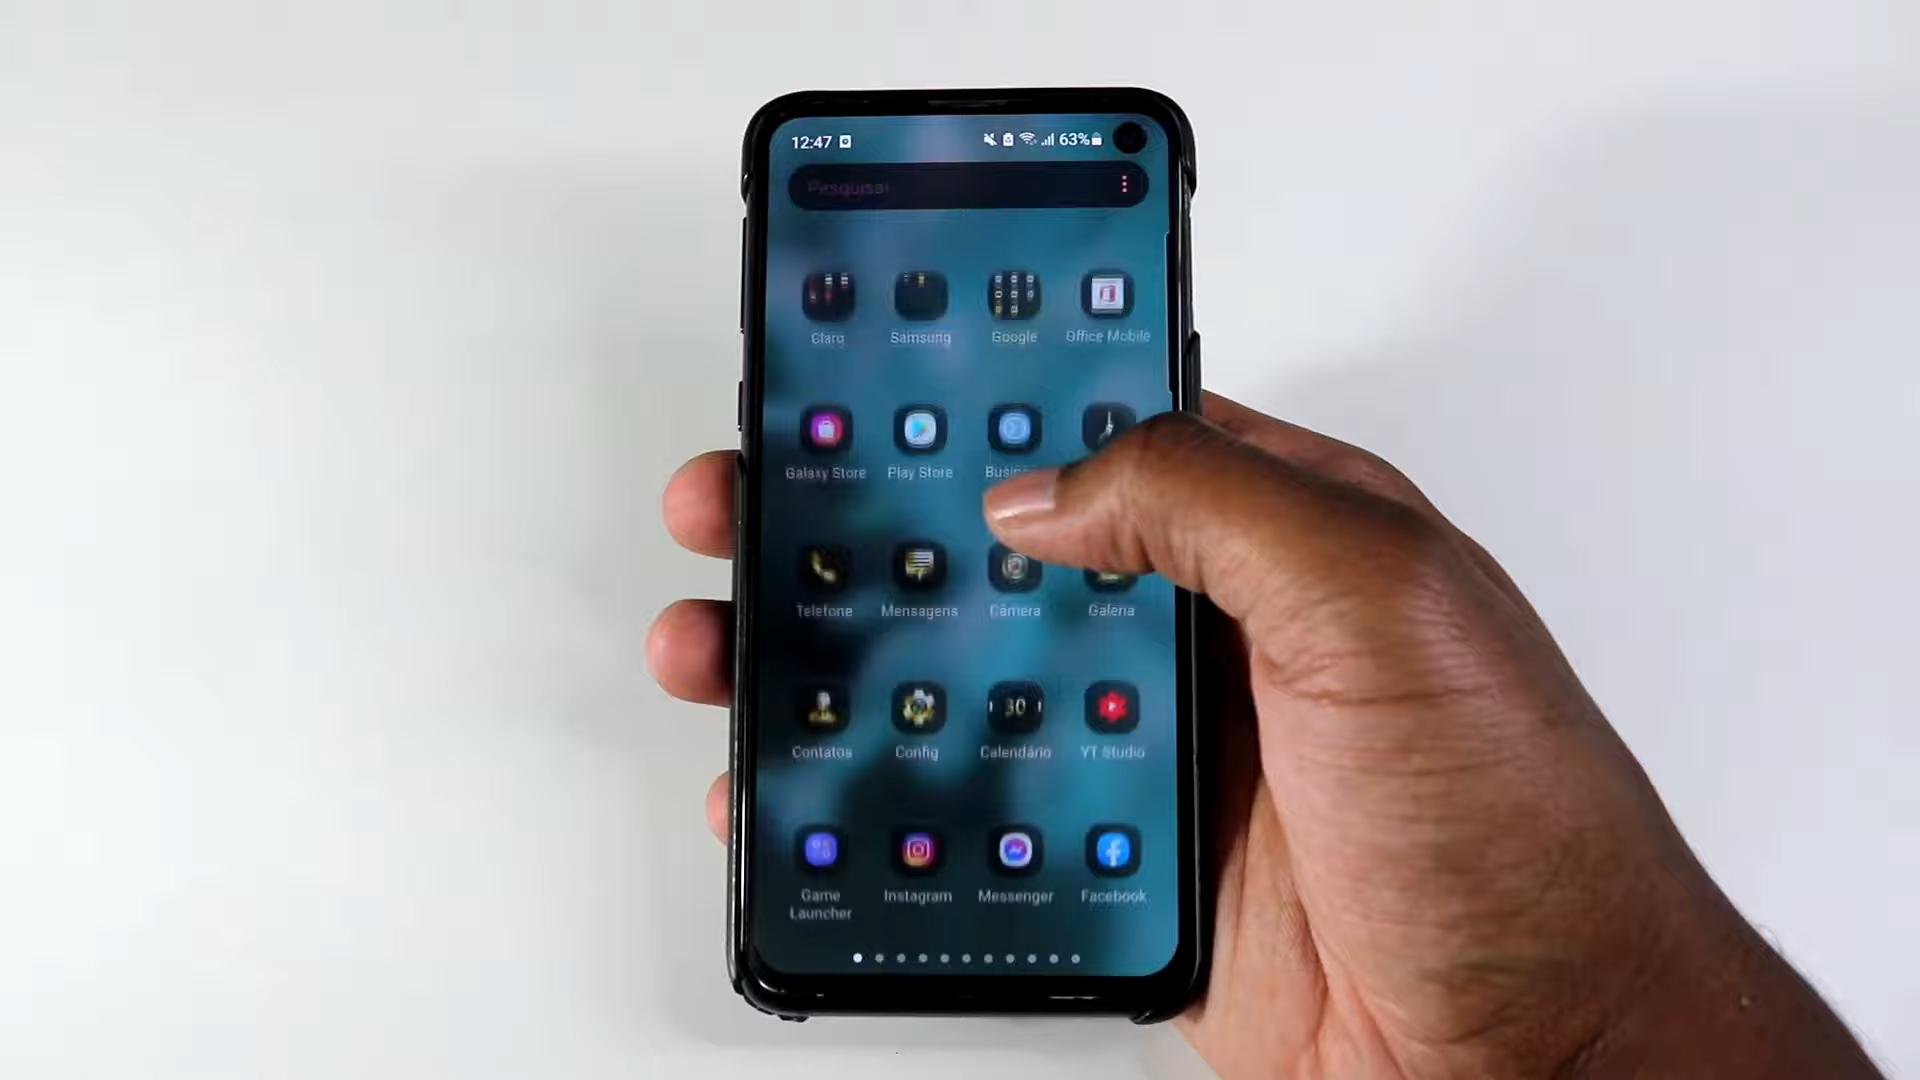 12:47 63%
Pesquisar
Claro Samsung Google Office Mobile
Galaxy Store Play Store
Telefone Mensagens Câmera Galeria
Contatos Config Calendário YT Studio
30
Game Launcher Instagram Messenger Facebook